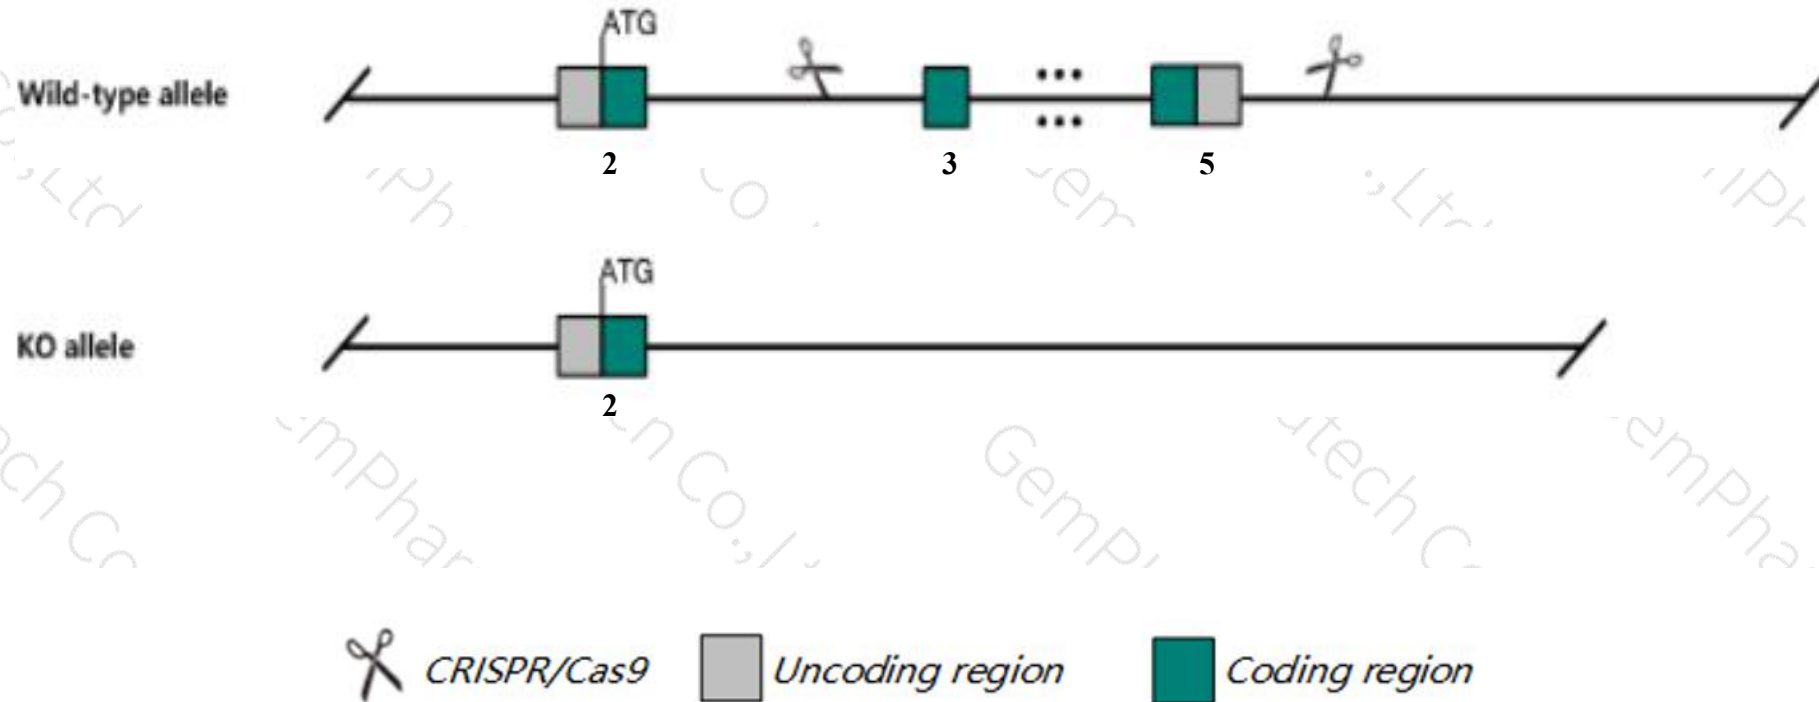 ATG
Wild-type allele
2 3 5
ATG
KO allele
2
CRISPR/Cas9 Uncoding region Coding region